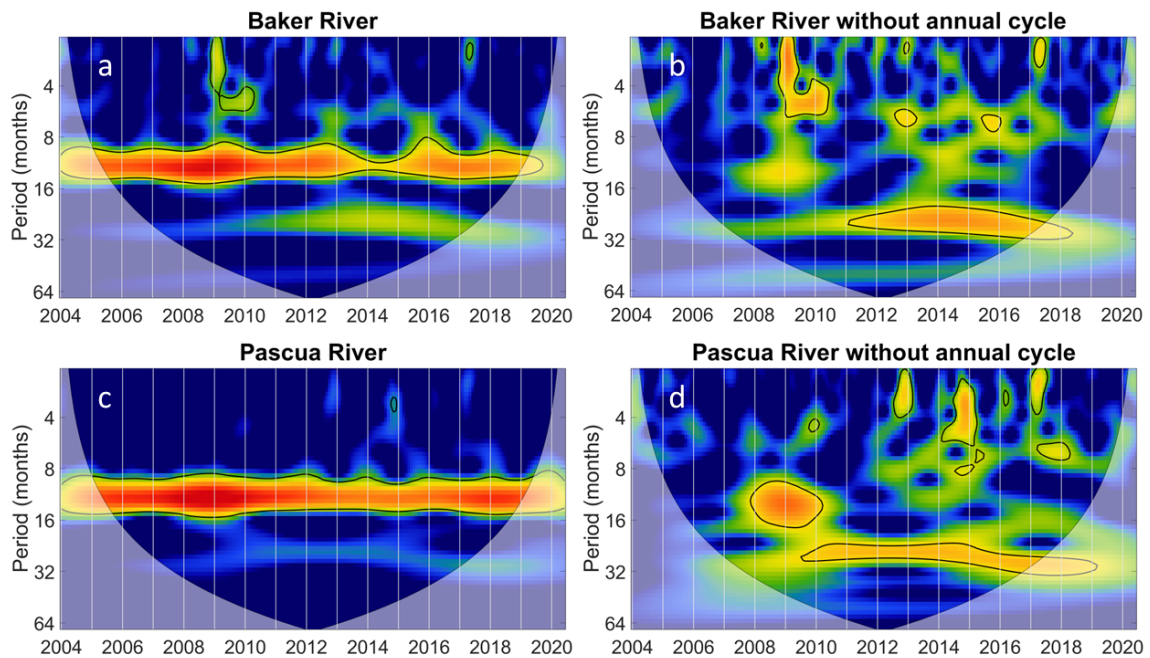 Baker River
Baker River without annual cycle
a
b
Period (months)
4
8
16
32
64
2004 2006 2008 2010 2012 2014 2016 2018 2020
Period (months)
4
8
16
32
64
2004 2006 2008 2010 2012 2014 2016 2018 2020
Pascua River
Pascua River without annual cycle
c
d
Period (months)
4
8
16
32
64
2004 2006 2008 2010 2012 2014 2016 2018 2020
Period (months)
4
8
16
32
64
2004 2006 2008 2010 2012 2014 2016 2018 2020